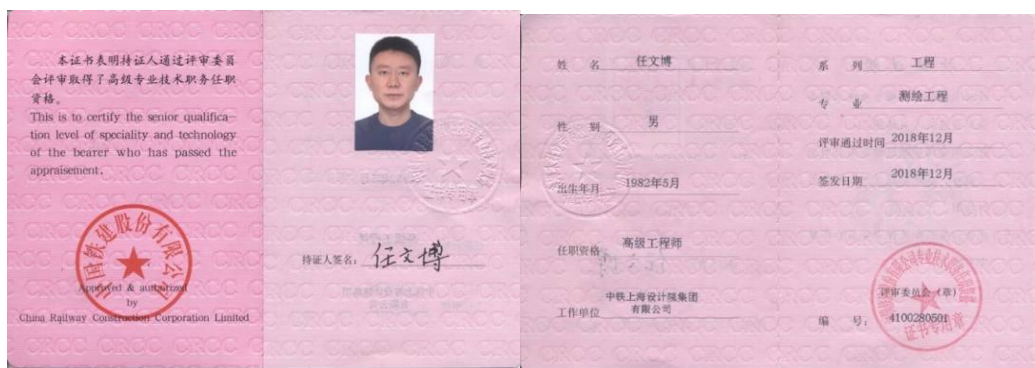 本证书表明持证人通过评审委员
会评审取得了高级专业技术职务任职
资格。
This is to certify the senior qualifica-
tion level of speciality and technology
of the bearer who has passed the
appraisement.
中国铁建股份有限公司
Approved & authorized
by
China Railway Construction Corporation Limited
持证人签名: 任文博
姓 名 任文博
性 别 男
出生年月 1982年5月
任职资格 高级工程师
工作单位 中铁上海设计院集团
有限公司
系 列 工程
专 业 测绘工程
评审通过时间 2018年12月
签发日期 2018年12月
评审委员会(章)
编 号: 4100280501